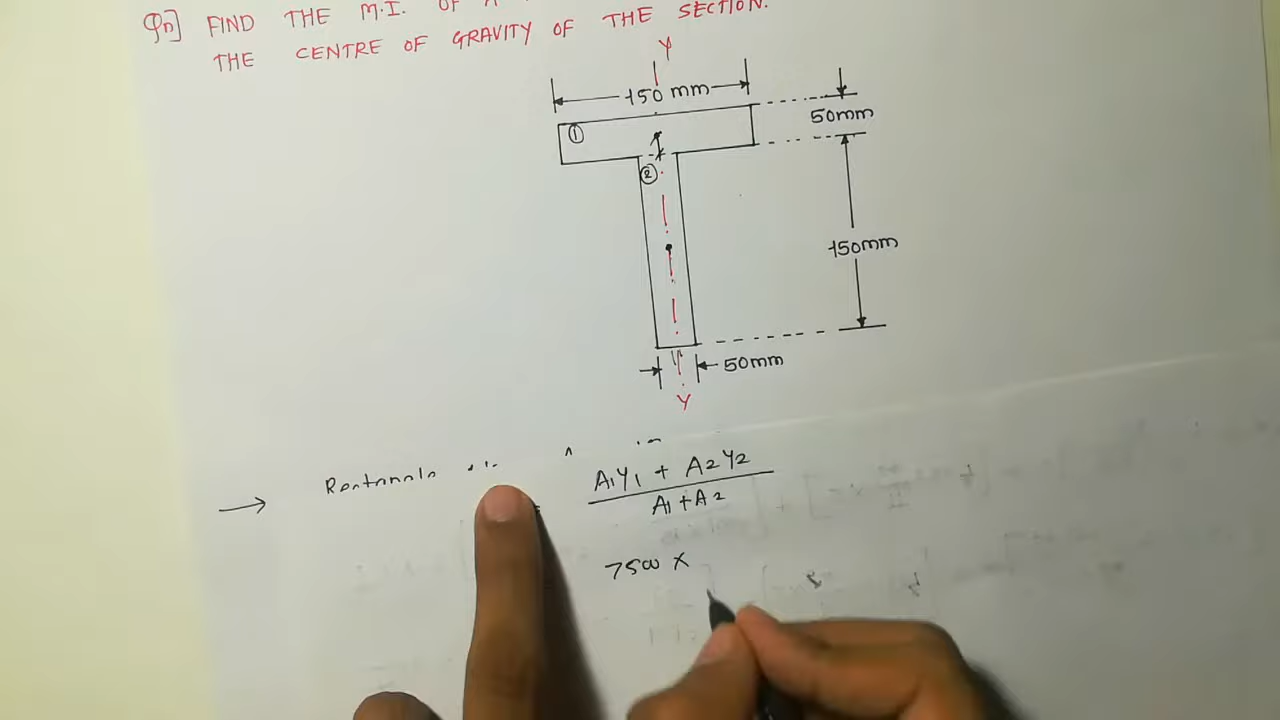 Qn] FIND THE M.I. OF A
THE CENTRE OF GRAVITY OF THE SECTION.
Y
150 mm
50mm
①
②
150mm
50mm
Y
A1Y1 + A2Y2
A1 + A2
7500 X